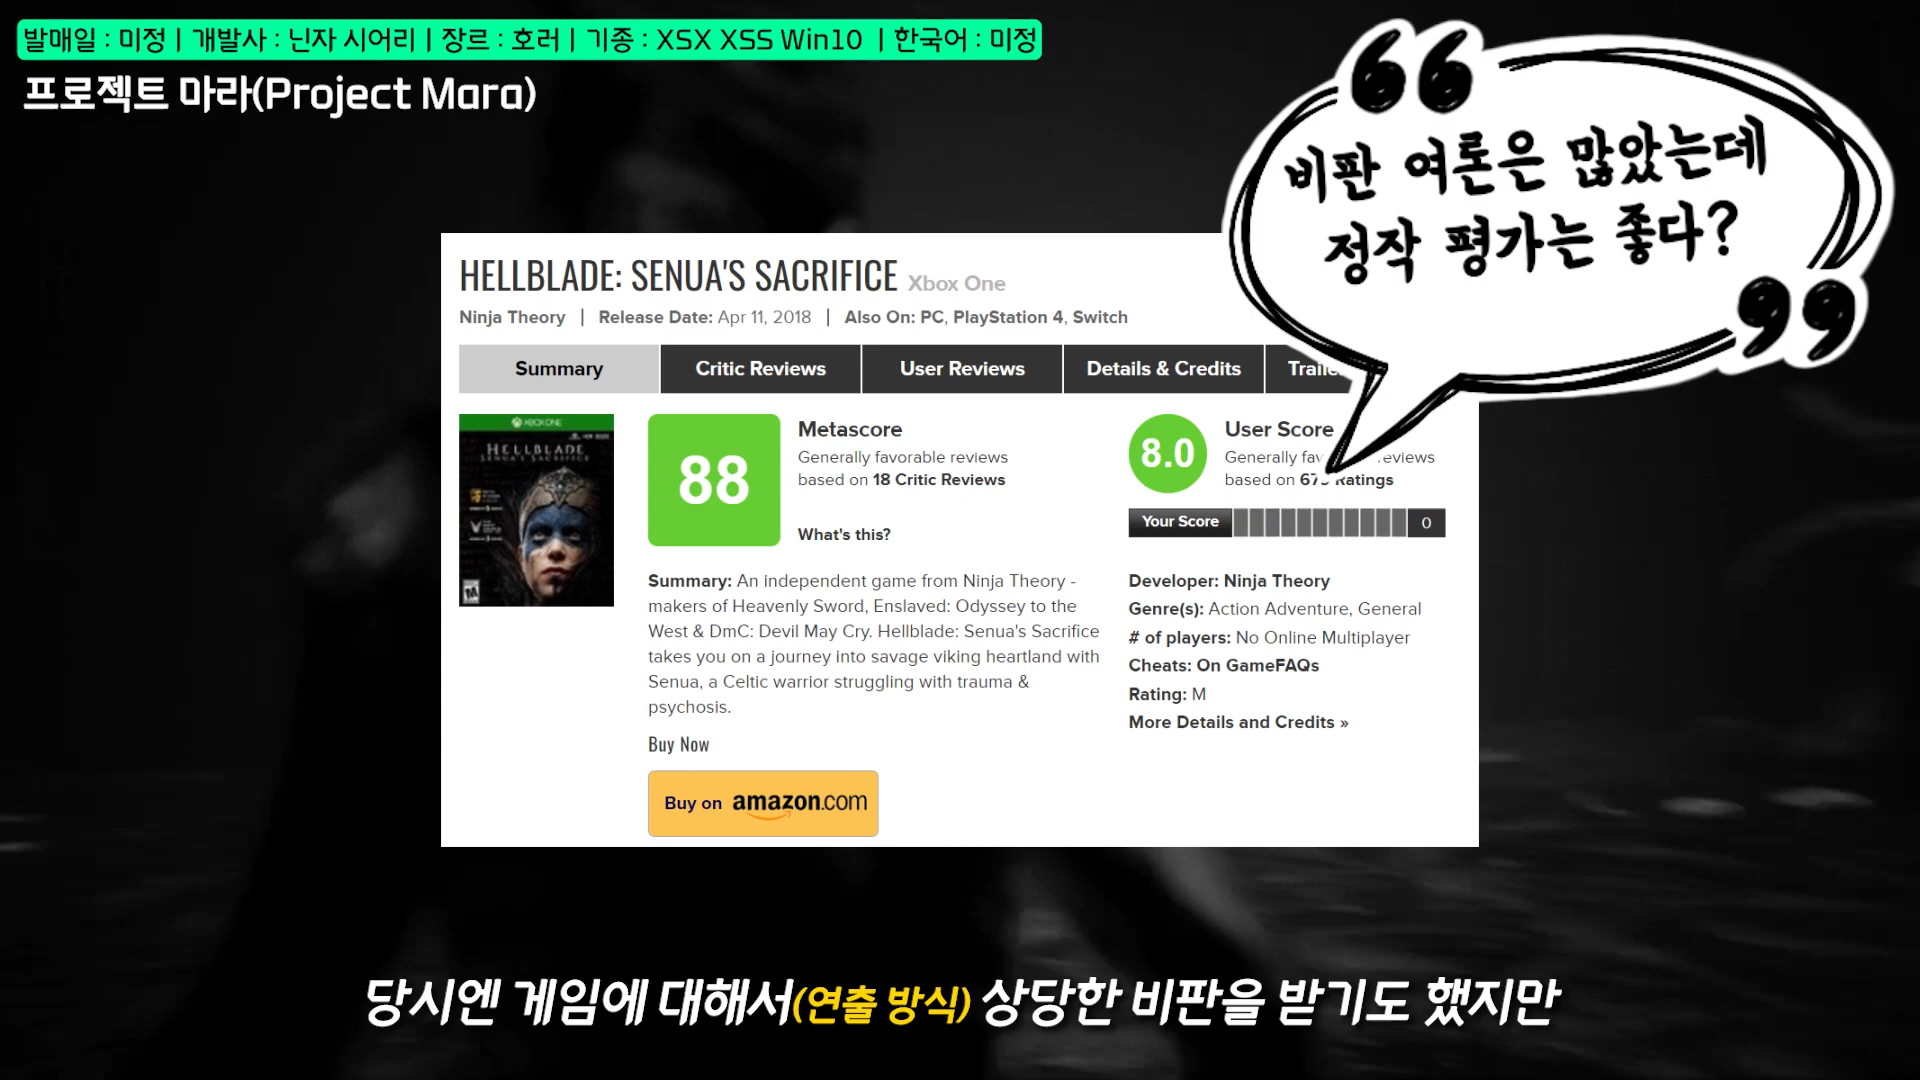 발매일 : 미정 | 개발사 : 닌자 시어리 | 장르 : 호러 | 기종 : XSX XSS Win10 | 한국어 : 미정
프로젝트 마라(Project Mara)
비판 여론은 많았는데
정작 평가는 좋다?
HELLBLADE: SENUA'S SACRIFICE Xbox One
Ninja Theory | Release Date: Apr 11, 2018 | Also On: PC, PlayStation 4, Switch
Summary Critic Reviews User Reviews Details & Credits
XBOX ONE
HELLBLADE
SENUA'S SACRIFICE
M
88
Metascore
Generally favorable reviews
based on 18 Critic Reviews
What's this?
8.0
User Score
Generally
based on Ratings
Your Score 0
Summary: An independent game from Ninja Theory -
makers of Heavenly Sword, Enslaved: Odyssey to the
West & DmC: Devil May Cry. Hellblade: Senua's Sacrifice
takes you on a journey into savage viking heartland with
Senua, a Celtic warrior struggling with trauma &
psychosis.
Buy Now
Buy on amazon.com
Developer: Ninja Theory
Genre(s): Action Adventure, General
# of players: No Online Multiplayer
Cheats: On GameFAQs
Rating: M
More Details and Credits »
당시엔 게임에 대해서(연출 방식) 상당한 비판을 받기도 했지만